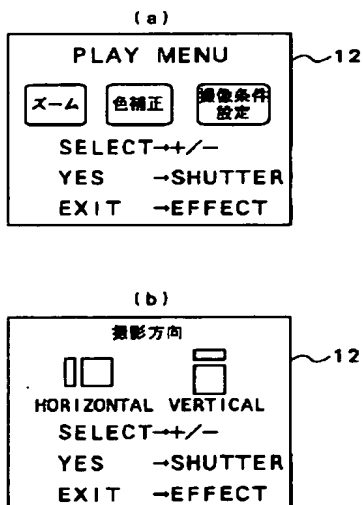 (a)
PLAY MENU
12
ズーム 色補正 撮像条件
設定
SELECT→+/−
YES →SHUTTER
EXIT →EFFECT
(b)
撮影方向
12
HORIZONTAL VERTICAL
SELECT→+/−
YES →SHUTTER
EXIT →EFFECT